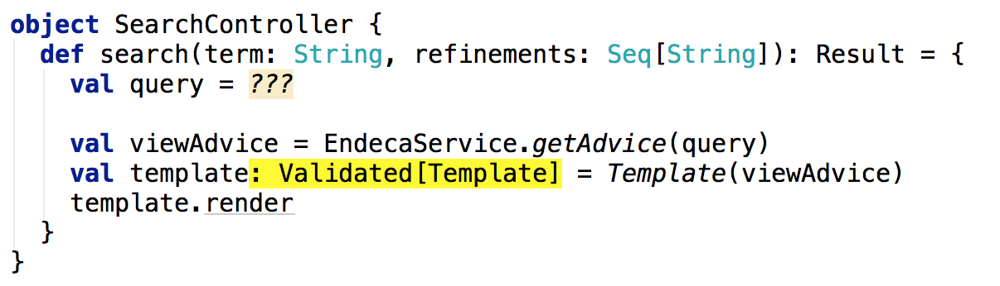 object SearchController {
  def search(term: String, refinements: Seq[String]): Result = {
    val query = ???

    val viewAdvice = EndecaService.getAdvice(query)
    val template: Validated[Template] = Template(viewAdvice)
    template.render
  }
}